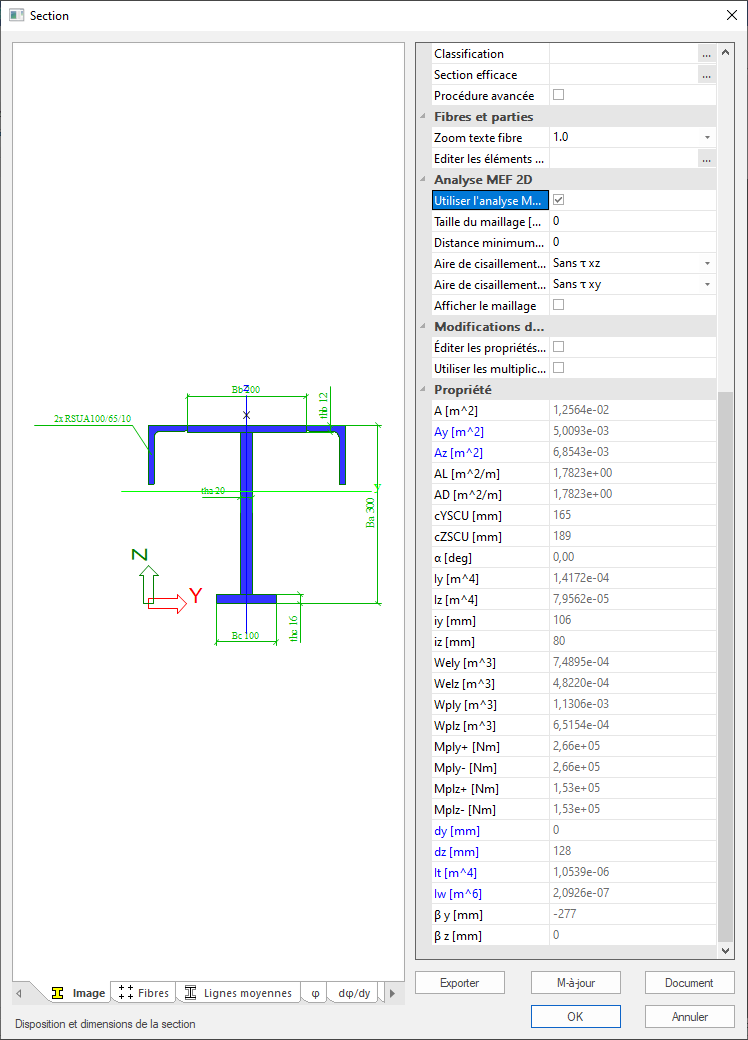 Section
Classification ...
Section efficace ...
Procédure avancée
Fibres et parties
Zoom texte fibre 1.0
Editer les éléments ... ...
Analyse MEF 2D
Utiliser l'analyse M...
Taille du maillage [... 0
Distance minimum... 0
Aire de cisaillement... Sans τ xz
Aire de cisaillement... Sans τ xy
Afficher le maillage
Modifications d...
Éditer les propriétés...
Utiliser les multiplic...
Propriété
A [m^2] 1,2564e-02
Ay [m^2] 5,0093e-03
Az [m^2] 6,8543e-03
AL [m^2/m] 1,7823e+00
AD [m^2/m] 1,7823e+00
cYSCU [mm] 165
cZSCU [mm] 189
α [deg] 0,00
Iy [m^4] 1,4172e-04
Iz [m^4] 7,9562e-05
iy [mm] 106
iz [mm] 80
Wely [m^3] 7,4895e-04
Welz [m^3] 4,8220e-04
Wply [m^3] 1,1306e-03
Wplz [m^3] 6,5154e-04
Mply+ [Nm] 2,66e+05
Mply- [Nm] 2,66e+05
Mplz+ [Nm] 1,53e+05
Mplz- [Nm] 1,53e+05
dy [mm] 0
dz [mm] 128
It [m^4] 1,0539e-06
Iw [m^6] 2,0926e-07
β y [mm] -277
β z [mm] 0
z
Bb 200
thb 12
x
2x RSUA100/65/10
tha 20
y
Ba 300
Z
Y
Bc 100
thc 16
Image Fibres Lignes moyennes φ dφ/dy
Exporter M-à-jour Document
Disposition et dimensions de la section
OK Annuler